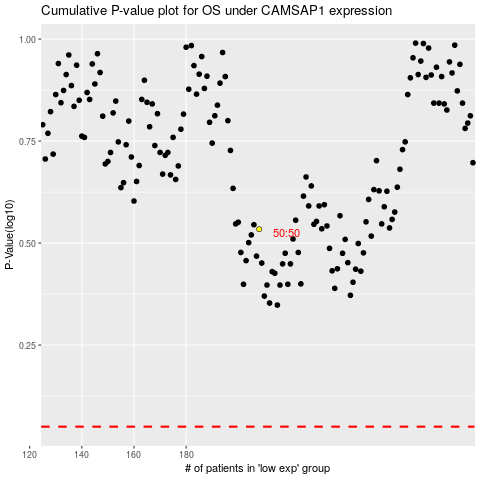 Cumulative P-value plot for OS under CAMSAP1 expression
P-Value(log10)
1.00
0.75
0.50
0.25
50:50
120 140 160 180
# of patients in 'low exp' group